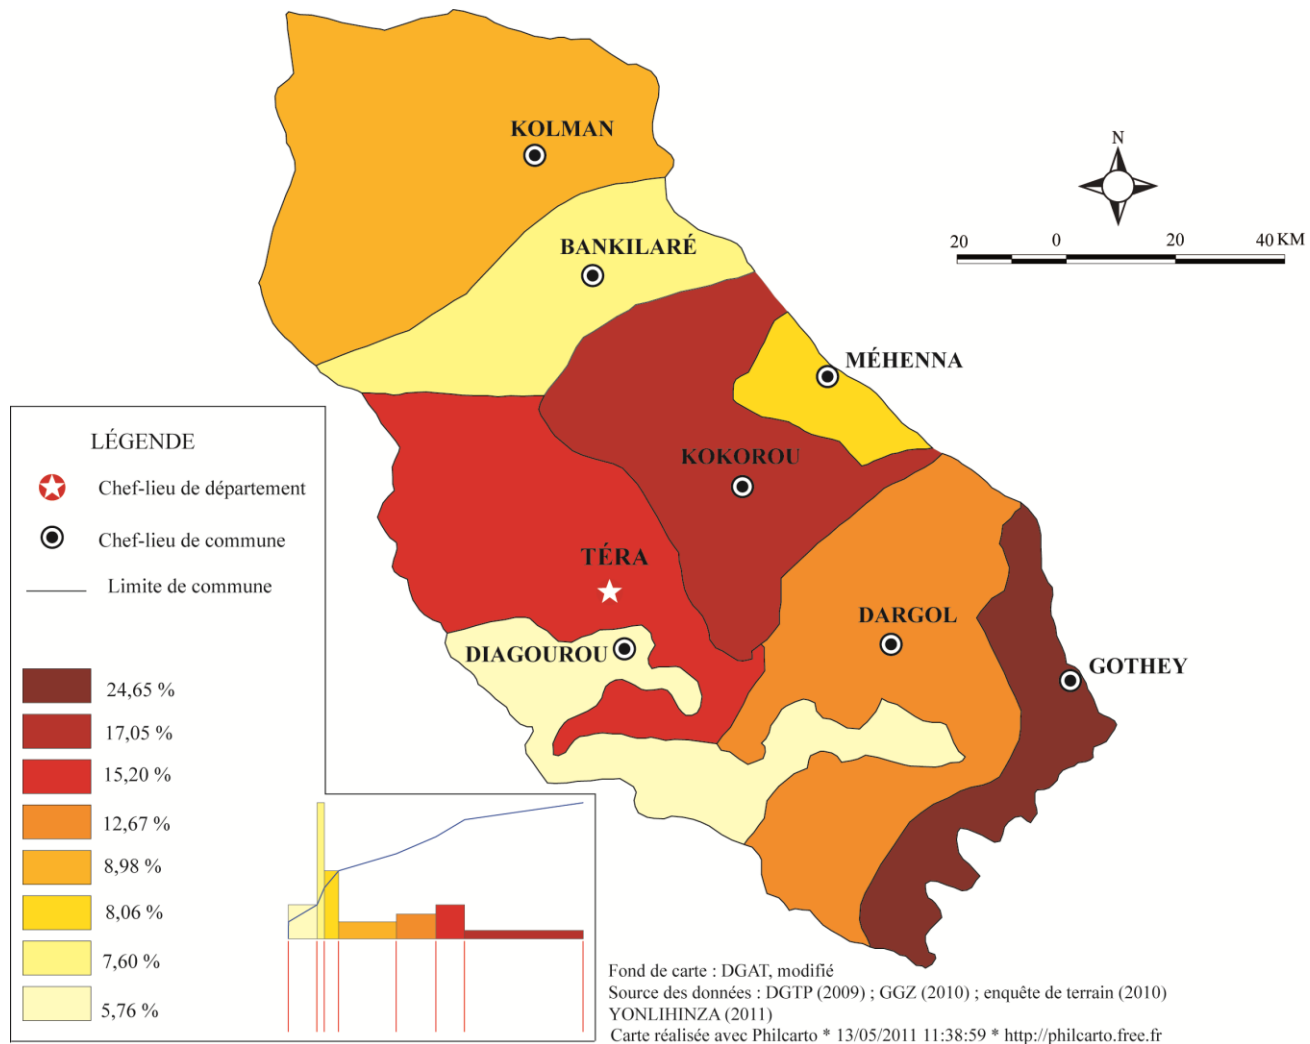 KOLMAN
N
BANKILARÉ
20 0 20 40 KM
MÉHENNA
KOKOROU
TÉRA
DARGOL
DIAGOUROU
GOTHEY
LÉGENDE
Chef-lieu de département
Chef-lieu de commune
Limite de commune
24,65 %
17,05 %
15,20 %
12,67 %
8,98 %
8,06 %
7,60 %
5,76 %
Fond de carte : DGAT, modifié
Source des données : DGTP (2009) ; GGZ (2010) ; enquête de terrain (2010)
YONLIHINZA (2011)
Carte réalisée avec Philcarto * 13/05/2011 11:38:59 * http://philcarto.free.fr